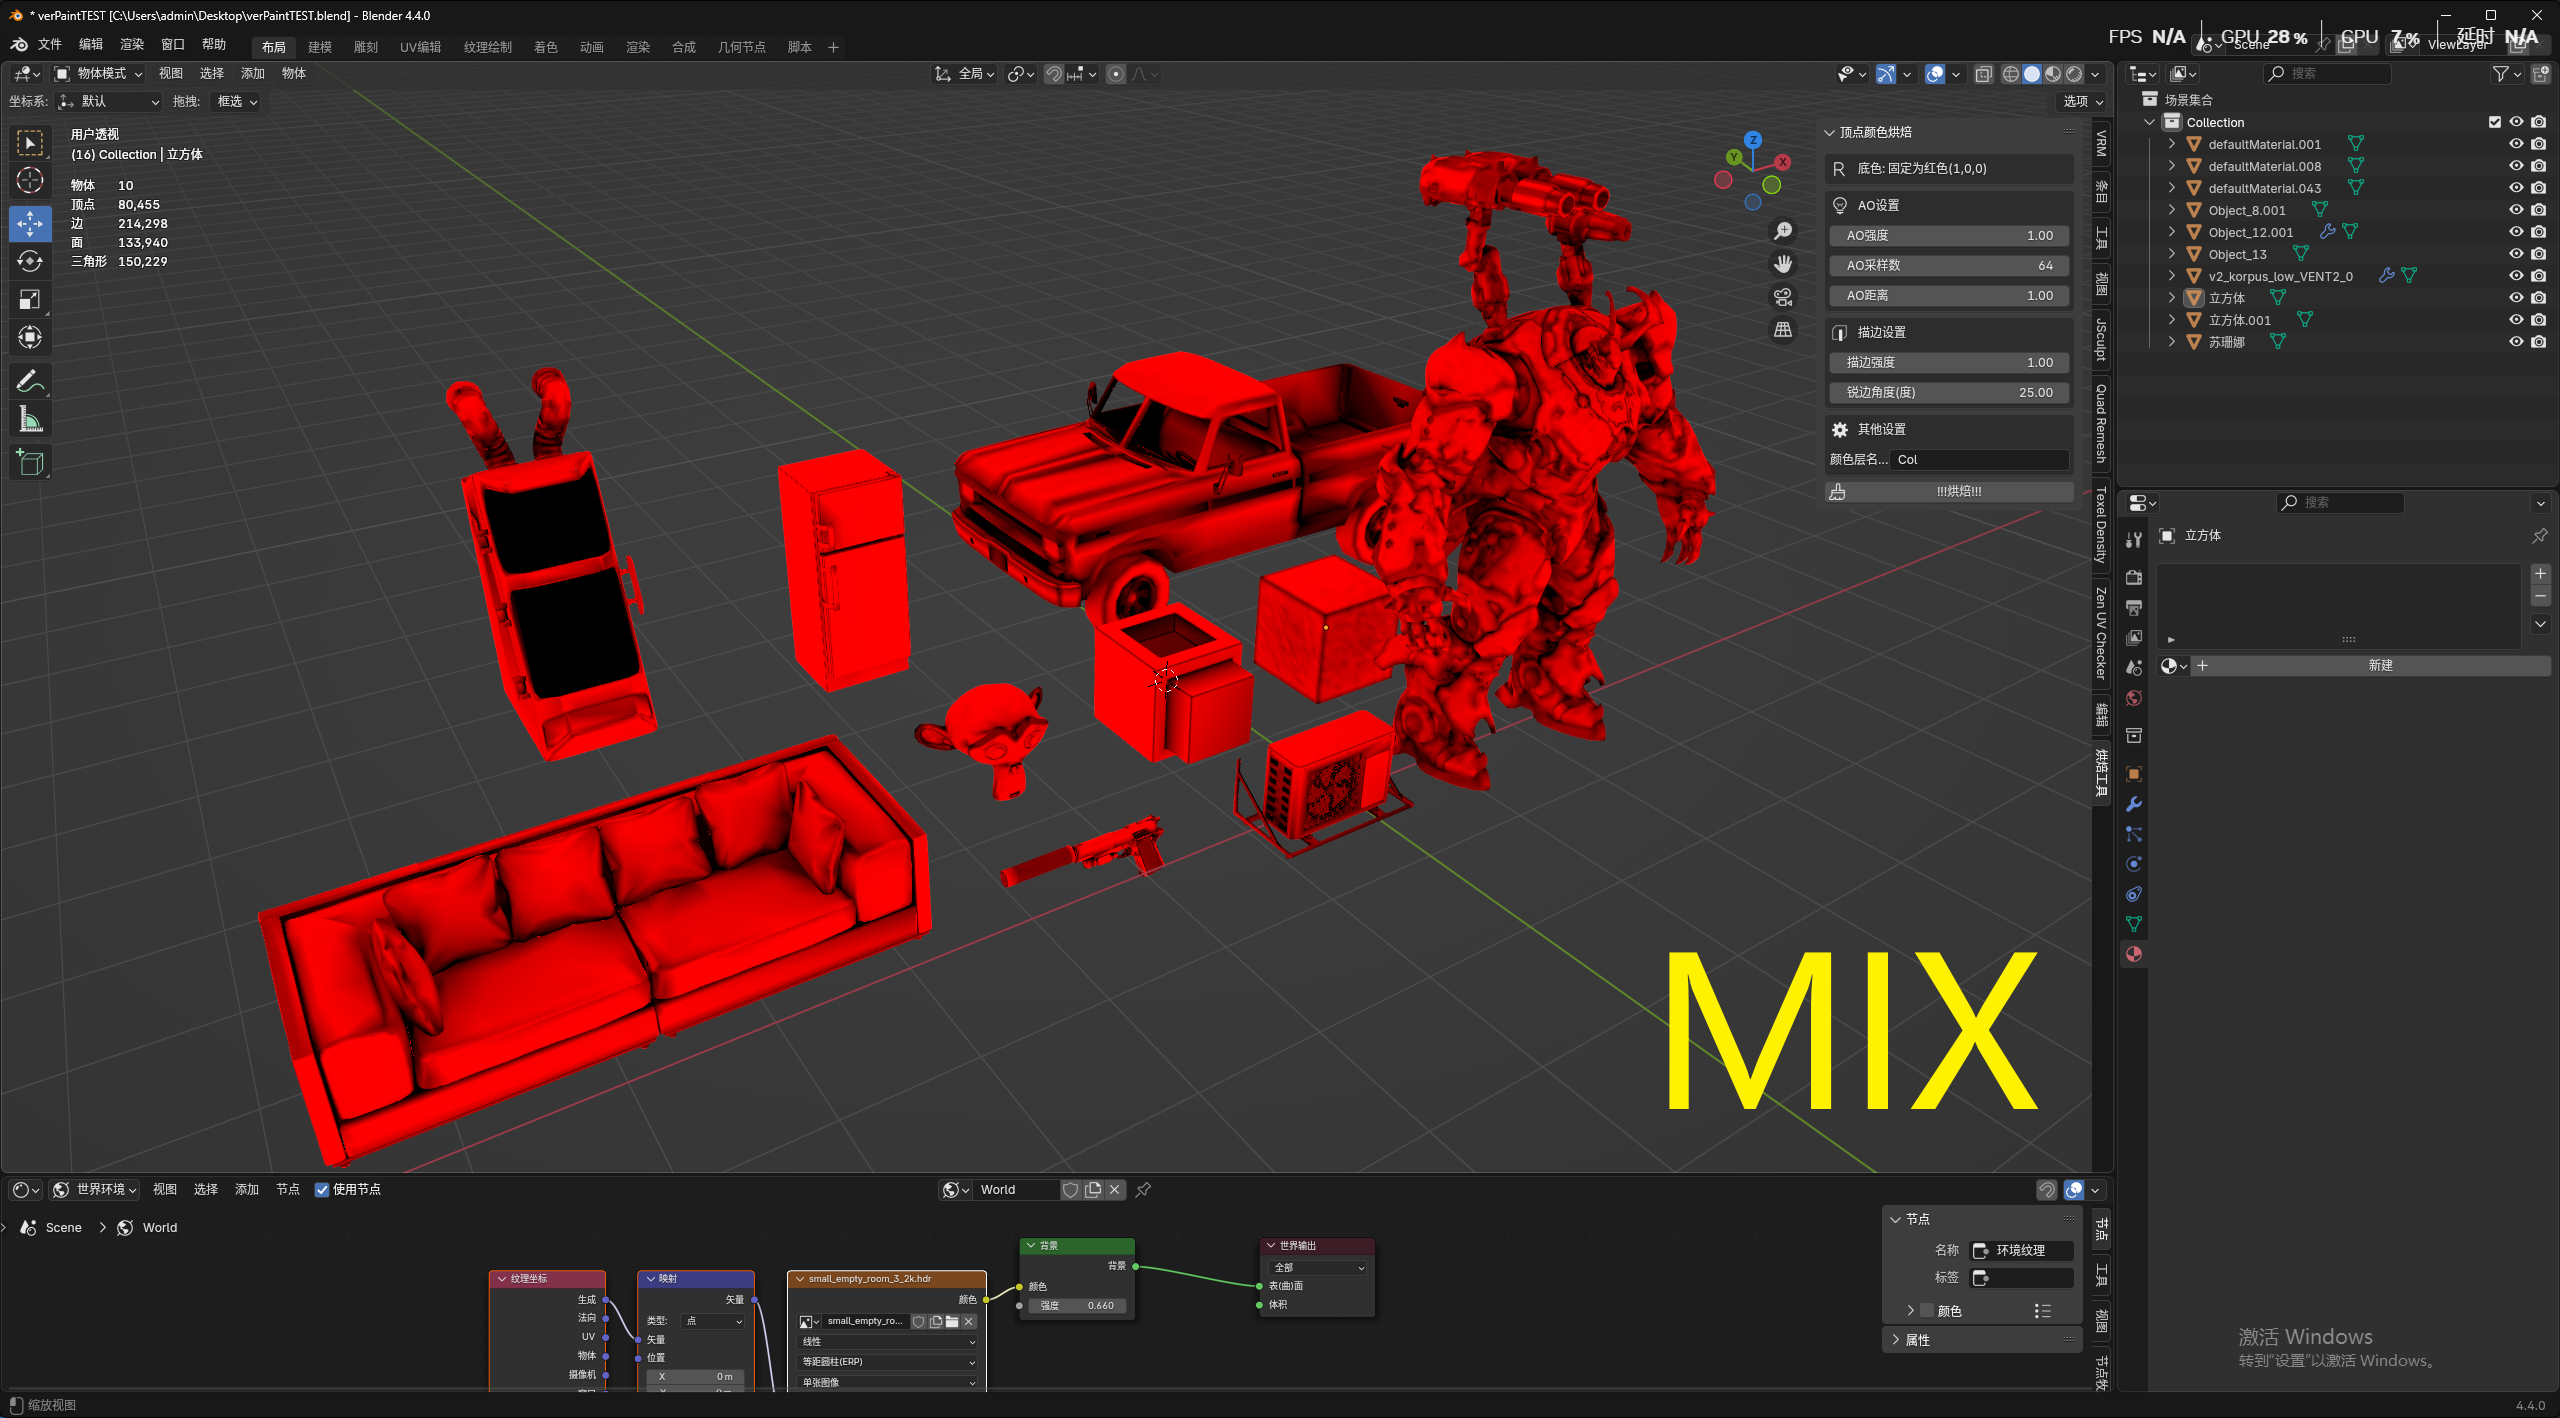 * verPaintTEST [C:\Users\admin\Desktop\verPaintTEST.blend] - Blender 4.4.0
文件 编辑 渲染 窗口 帮助 布局 建模 雕刻 UV编辑 纹理绘制 着色 动画 渲染 合成 几何节点 脚本 +
FPS N/A GPU 28 % CPU 7 % 延时 N/A
Scene ViewLayer
物体模式 视图 选择 添加 物体 全局
坐标系: 默认 拖拽: 框选 选项
用户透视
(16) Collection | 立方体
物体 10
顶点 80,455
边 214,298
面 133,940
三角形 150,229
Z
Y
X
顶点颜色烘焙
R 底色: 固定为红色(1,0,0)
AO设置
AO强度 1.00
AO采样数 64
AO距离 1.00
描边设置
描边强度 1.00
锐边角度(度) 25.00
其他设置
颜色层名... Col
!!!烘焙!!!
VRM
条目
工具
视图
JSculpt
Quad Remesh
Texel Density
Zen UV Checker
编辑
烘焙工具
MIX
搜索
场景集合
Collection
defaultMaterial.001
defaultMaterial.008
defaultMaterial.043
Object_8.001
Object_12.001
Object_13
v2_korpus_low_VENT2_0
立方体
立方体.001
苏珊娜
搜索
立方体
新建
世界环境 视图 选择 添加 节点 使用节点 World
Scene > World
纹理坐标
生成
法向
UV
物体
摄像机
映射
矢量
类型: 点
矢量
位置
X 0 m
small_empty_room_3_2k.hdr
颜色
small_empty_ro...
线性
等距圆柱(ERP)
单张图像
背景
背景
颜色
强度 0.660
世界输出
全部
表(曲)面
体积
节点
名称 环境纹理
标签
颜色
属性
节点
工具
视图
激活 Windows
转到"设置"以激活 Windows。
缩放视图
4.4.0